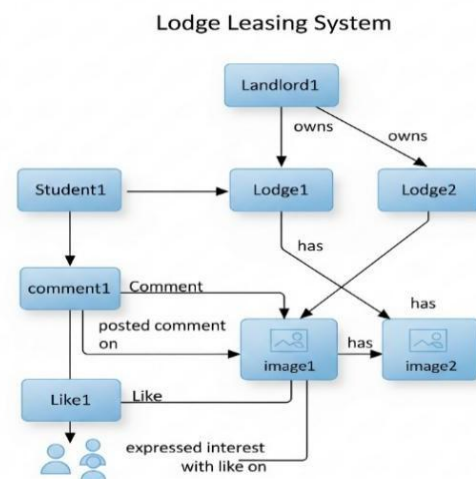 Lodge Leasing System
Landlord1
owns
owns
Student1
Lodge1
Lodge2
has
comment1
Comment
has
posted comment
on
image1
has
image2
Like1
Like
expressed interest
with like on